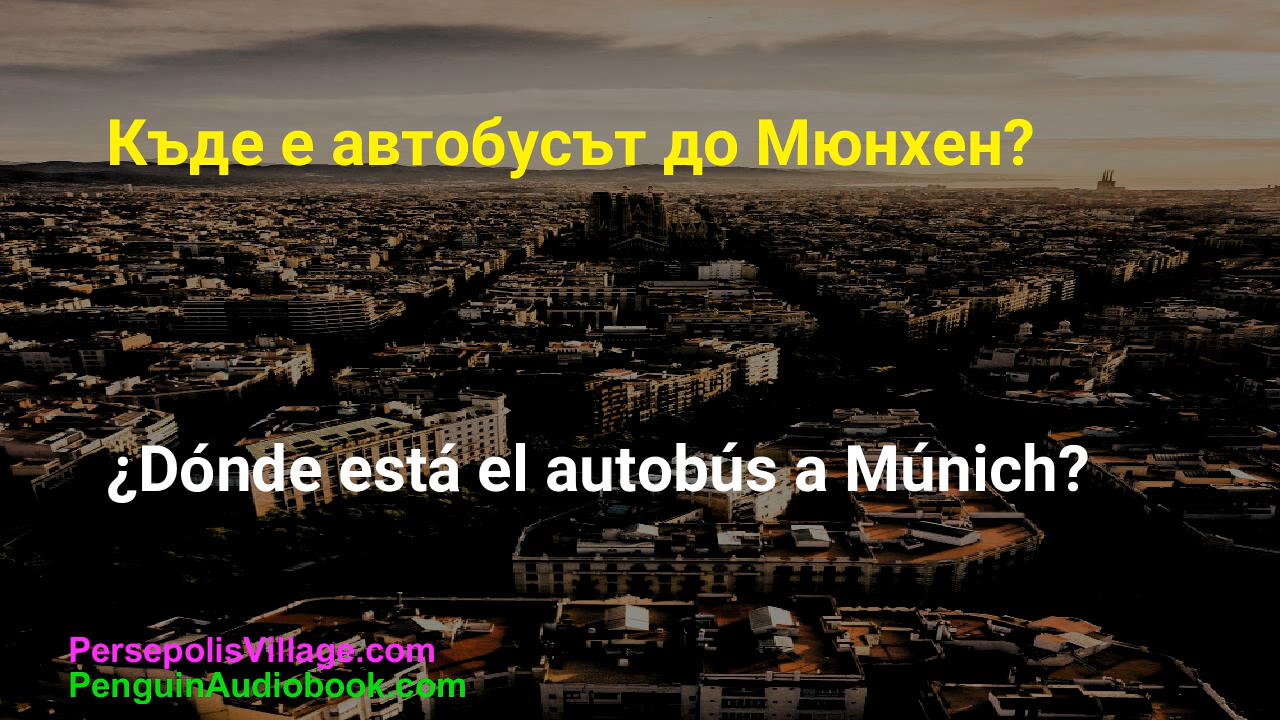 Къде е автобусът до Мюнхен?
¿Dónde está el autobús a Múnich?
PersepolisVillage.com
PenguinAudiobook.com